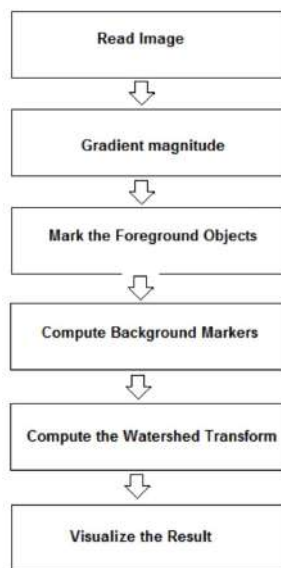 Read Image
Gradient magnitude
Mark the Foreground Objects
Compute Background Markers
Compute the Watershed Transform
Visualize the Result